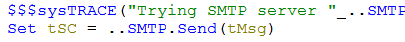 $$$sysTRACE("Trying SMTP server "_..SMTP
Set tSC = ..SMTP.Send(tMsg)